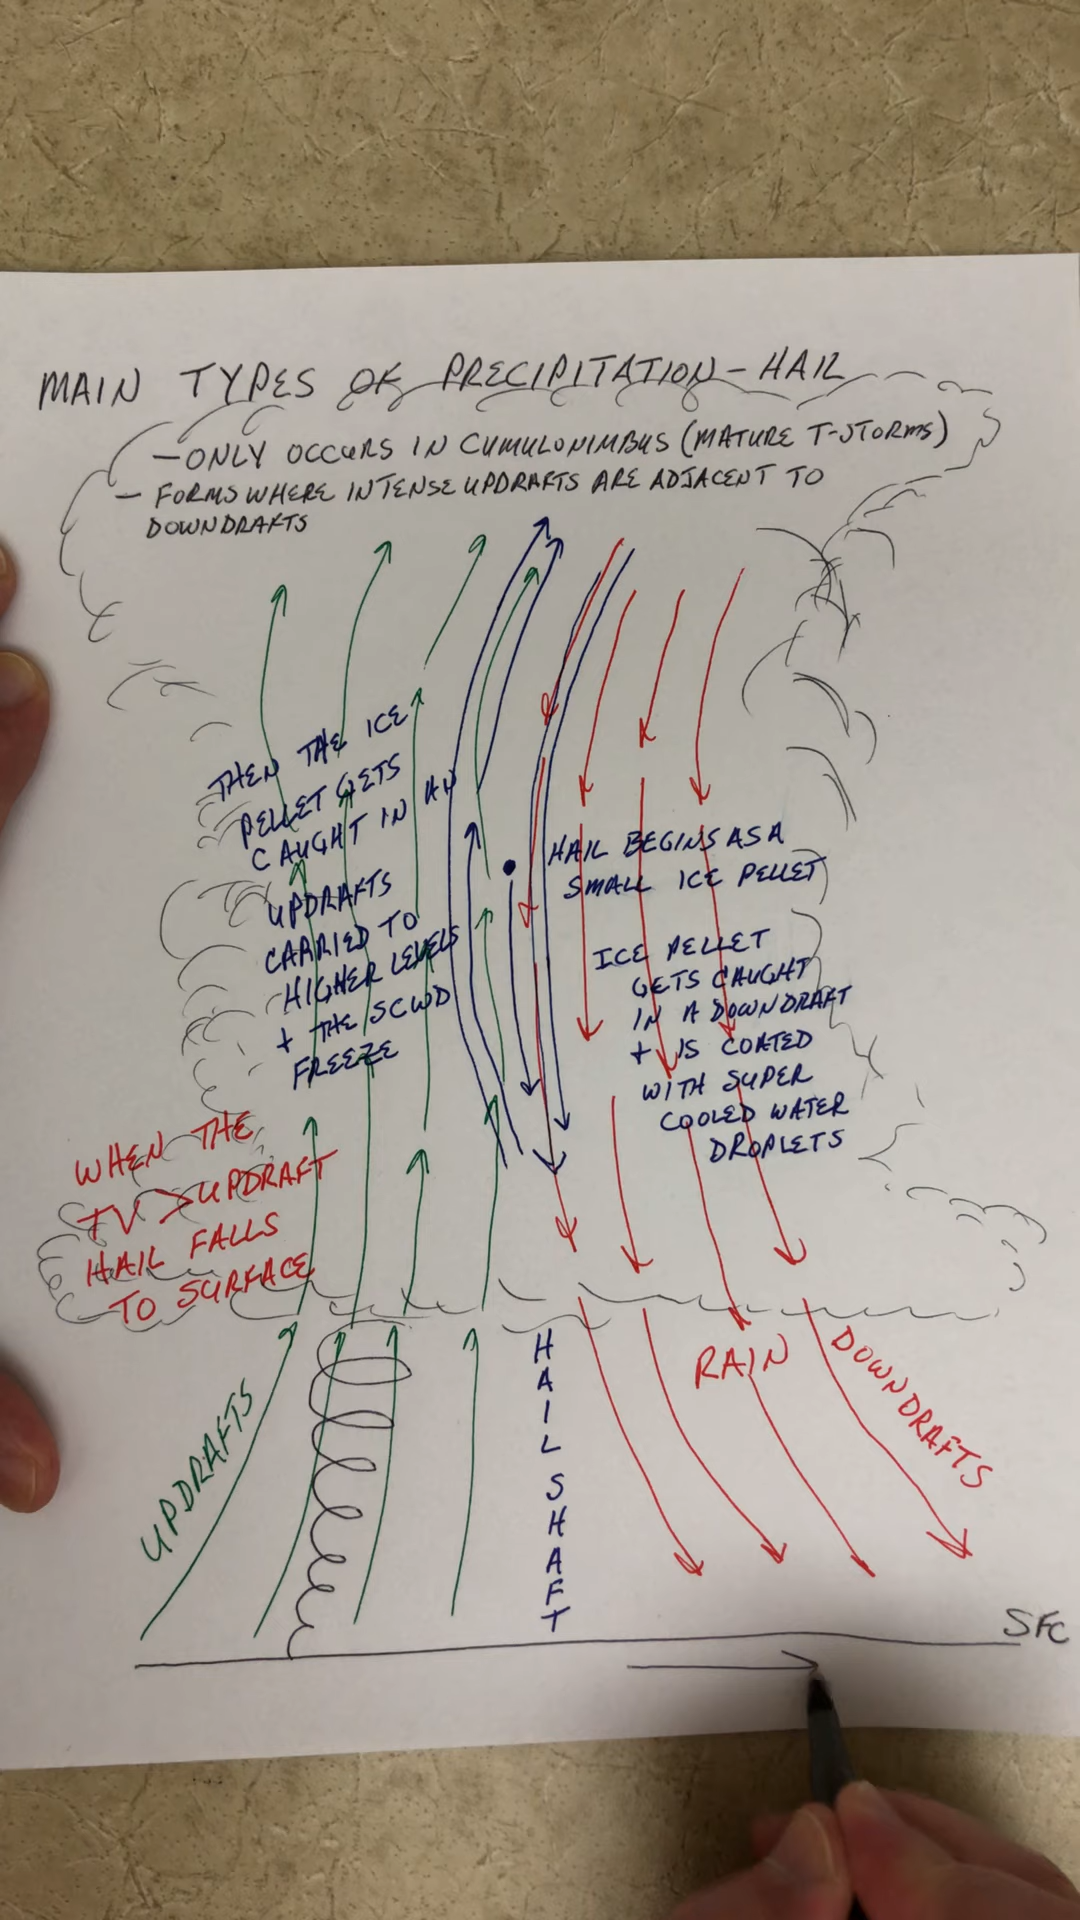 MAIN TYPES OF PRECIPITATION - HAIL
- ONLY OCCURS IN CUMULONIMBUS (MATURE T-STORMS)
- FORMS WHERE INTENSE UPDRAFTS ARE ADJACENT TO
DOWNDRAFTS
THEN THE ICE
PELLET GETS
CAUGHT IN AN
UPDRAFTS
CARRIED TO
HIGHER LEVELS
+ THE SCWD
FREEZE
HAIL BEGINS AS A
SMALL ICE PELLET
ICE PELLET
GETS CAUGHT
IN A DOWNDRAFT
+ IS COATED
WITH SUPER
COOLED WATER
DROPLETS
WHEN THE
TV > UPDRAFT
HAIL FALLS
TO SURFACE
UPDRAFTS
HAIL SHAFT
RAIN
DOWNDRAFTS
SFC